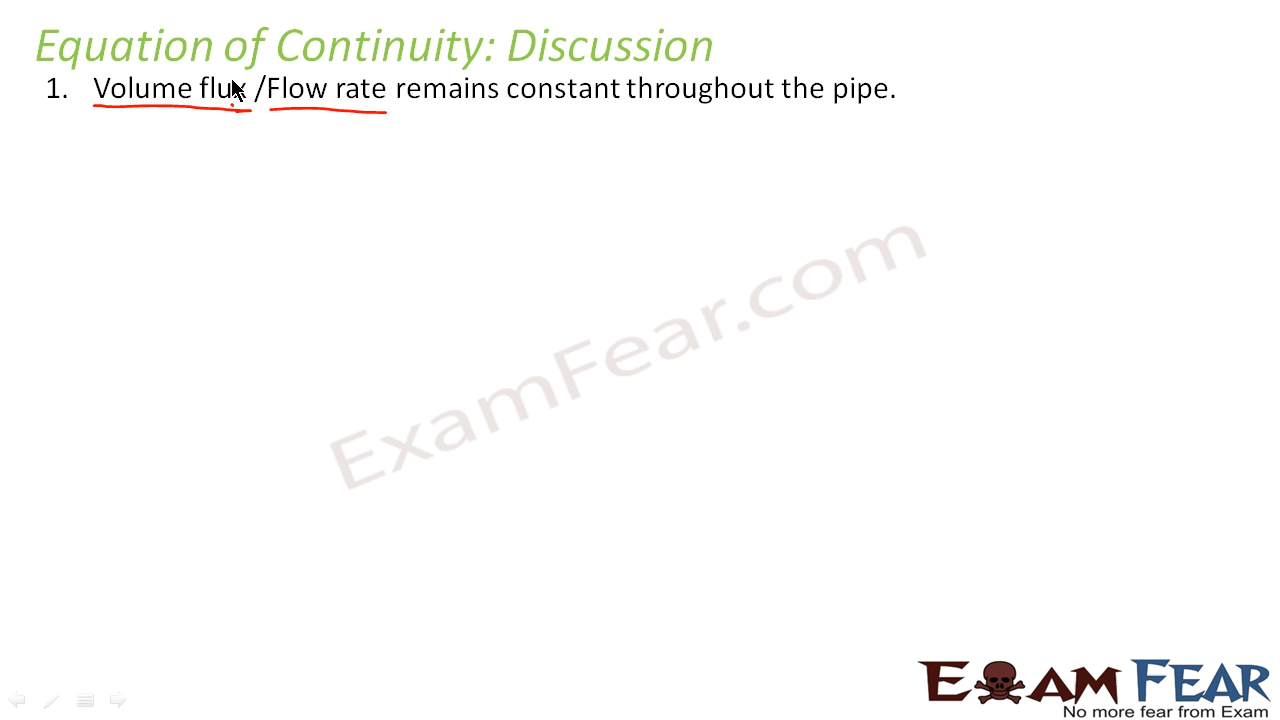 Equation of Continuity: Discussion
1. Volume flux /Flow rate remains constant throughout the pipe.
ExamFear.com
EXAM FEAR
No more fear from Exam